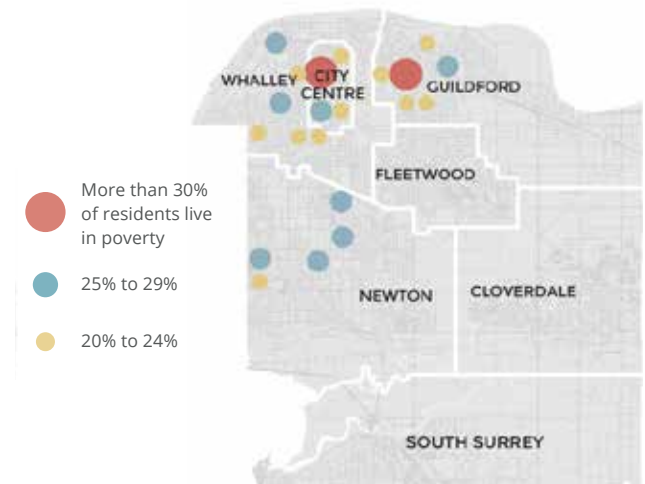 WHALLEY
CITY
CENTRE
GUILDFORD
FLEETWOOD
More than 30%
of residents live
in poverty
25% to 29%
20% to 24%
NEWTON
CLOVERDALE
SOUTH SURREY